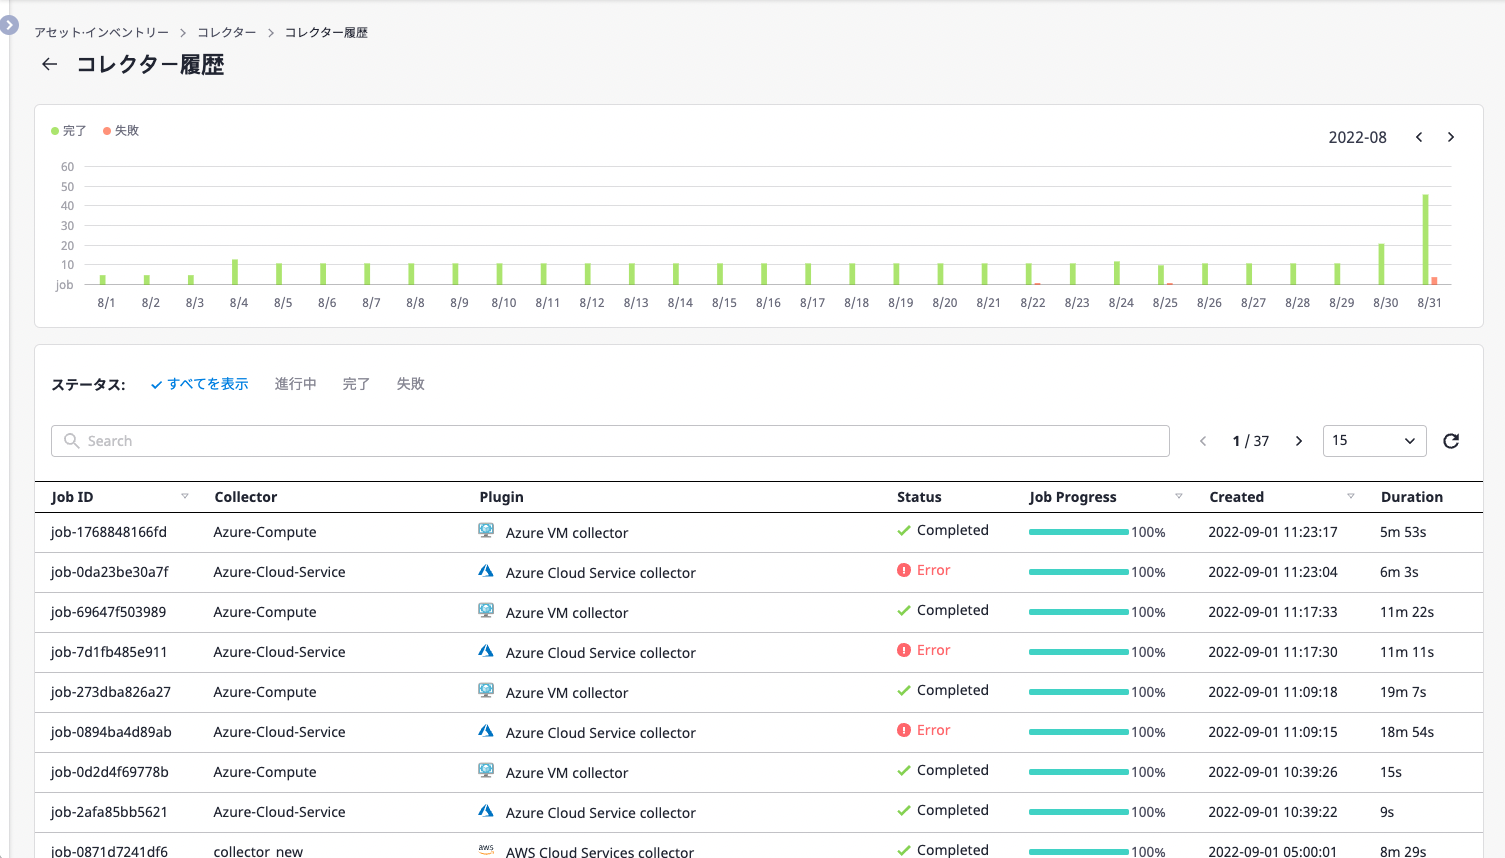 アセット·インベントリー > コレクター > コレクター履歴
← コレクター履歴
完了 失敗
2022-08
60
50
40
30
20
10
job
8/1 8/2 8/3 8/4 8/5 8/6 8/7 8/8 8/9 8/10 8/11 8/12 8/13 8/14 8/15 8/16 8/17 8/18 8/19 8/20 8/21 8/22 8/23 8/24 8/25 8/26 8/27 8/28 8/29 8/30 8/31
ステータス: すべてを表示 進行中 完了 失敗
Search 1 / 37 15
Job ID Collector Plugin Status Job Progress Created Duration
job-1768848166fd Azure-Compute Azure VM collector Completed 100% 2022-09-01 11:23:17 5m 53s
job-0da23be30a7f Azure-Cloud-Service Azure Cloud Service collector Error 100% 2022-09-01 11:23:04 6m 3s
job-69647f503989 Azure-Compute Azure VM collector Completed 100% 2022-09-01 11:17:33 11m 22s
job-7d1fb485e911 Azure-Cloud-Service Azure Cloud Service collector Error 100% 2022-09-01 11:17:30 11m 11s
job-273dba826a27 Azure-Compute Azure VM collector Completed 100% 2022-09-01 11:09:18 19m 7s
job-0894ba4d89ab Azure-Cloud-Service Azure Cloud Service collector Error 100% 2022-09-01 11:09:15 18m 54s
job-0d2d4f69778b Azure-Compute Azure VM collector Completed 100% 2022-09-01 10:39:26 15s
job-2afa85bb5621 Azure-Cloud-Service Azure Cloud Service collector Completed 100% 2022-09-01 10:39:22 9s
job-0871d7241df6 collector_new aws AWS Cloud Services collector Completed 100% 2022-09-01 05:00:01 8m 29s